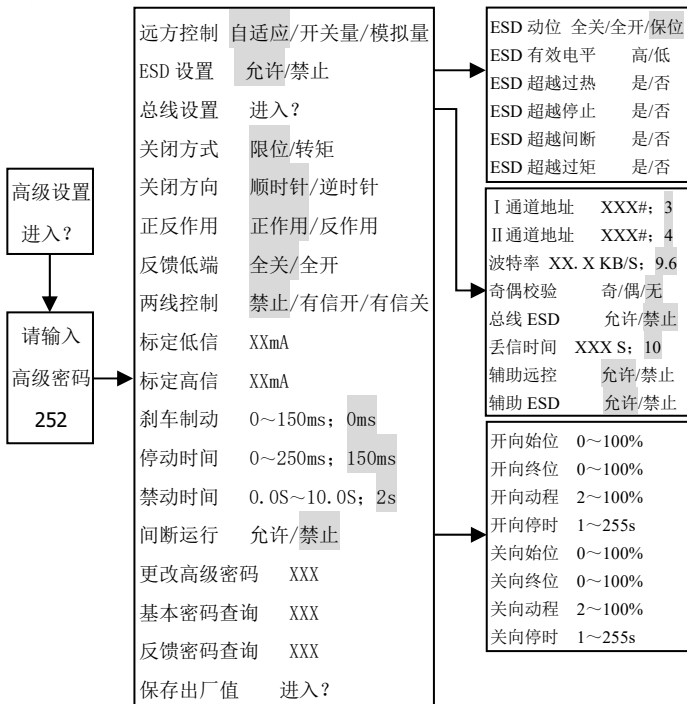 高级设置
进入？
请输入
高级密码
252
远方控制 自适应/开关量/模拟量
ESD 设置 允许/禁止
总线设置 进入？
关闭方式 限位/转矩
关闭方向 顺时针/逆时针
正反作用 正作用/反作用
反馈低端 全关/全开
两线控制 禁止/有信开/有信关
标定低信 XXmA
标定高信 XXmA
刹车制动 0～150ms；0ms
停动时间 0～250ms；150ms
禁动时间 0.0S～10.0S；2s
间断运行 允许/禁止
更改高级密码 XXX
基本密码查询 XXX
反馈密码查询 XXX
保存出厂值 进入？
ESD 动位 全关/全开/保位
ESD 有效电平 高/低
ESD 超越过热 是/否
ESD 超越停止 是/否
ESD 超越间断 是/否
ESD 超越过矩 是/否
Ⅰ通道地址 XXX#；3
Ⅱ通道地址 XXX#；4
波特率 XX. X KB/S；9.6
奇偶校验 奇/偶/无
总线 ESD 允许/禁止
丢信时间 XXX S；10
辅助远控 允许/禁止
辅助 ESD 允许/禁止
开向始位 0～100%
开向终位 0～100%
开向动程 2～100%
开向停时 1～255s
关向始位 0～100%
关向终位 0～100%
关向动程 2～100%
关向停时 1～255s